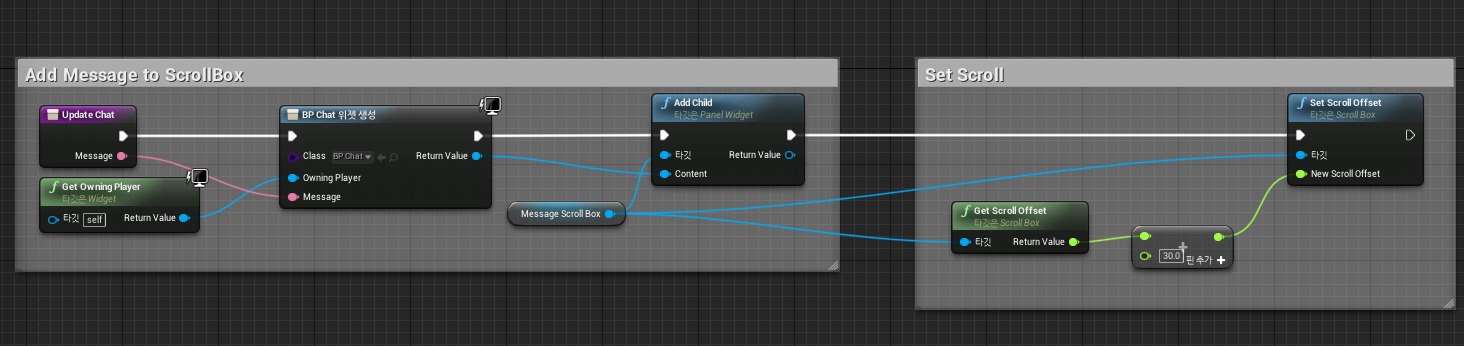 Add Message to ScrollBox
Update Chat
Message
Get Owning Player
타깃은 Widget
타깃 self Return Value
BP Chat 위젯 생성
Class BP Chat Return Value
Owning Player
Message
Message Scroll Box
Add Child
타깃은 Panel Widget
타깃 Return Value
Content
Set Scroll
Get Scroll Offset
타깃은 Scroll Box
타깃 Return Value
30.0 핀 추가
Set Scroll Offset
타깃은 Scroll Box
타깃
New Scroll Offset